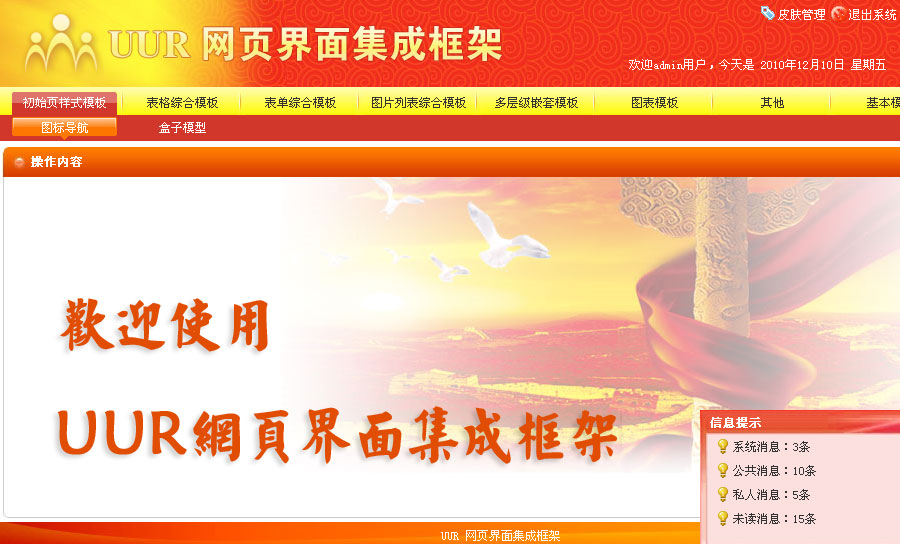 皮肤管理 退出系统
UUR 网页界面集成框架
欢迎admin用户，今天是 2010年12月10日 星期五
初始页样式模板 表格综合模板 表单综合模板 图片列表综合模板 多层级嵌套模板 图表模板 其他 基本模
图标导航 盒子模型
操作内容
歡迎使用
UUR網頁界面集成框架
信息提示
系统消息：3条
公共消息：10条
私人消息：5条
未读消息：15条
UUR 网页界面集成框架